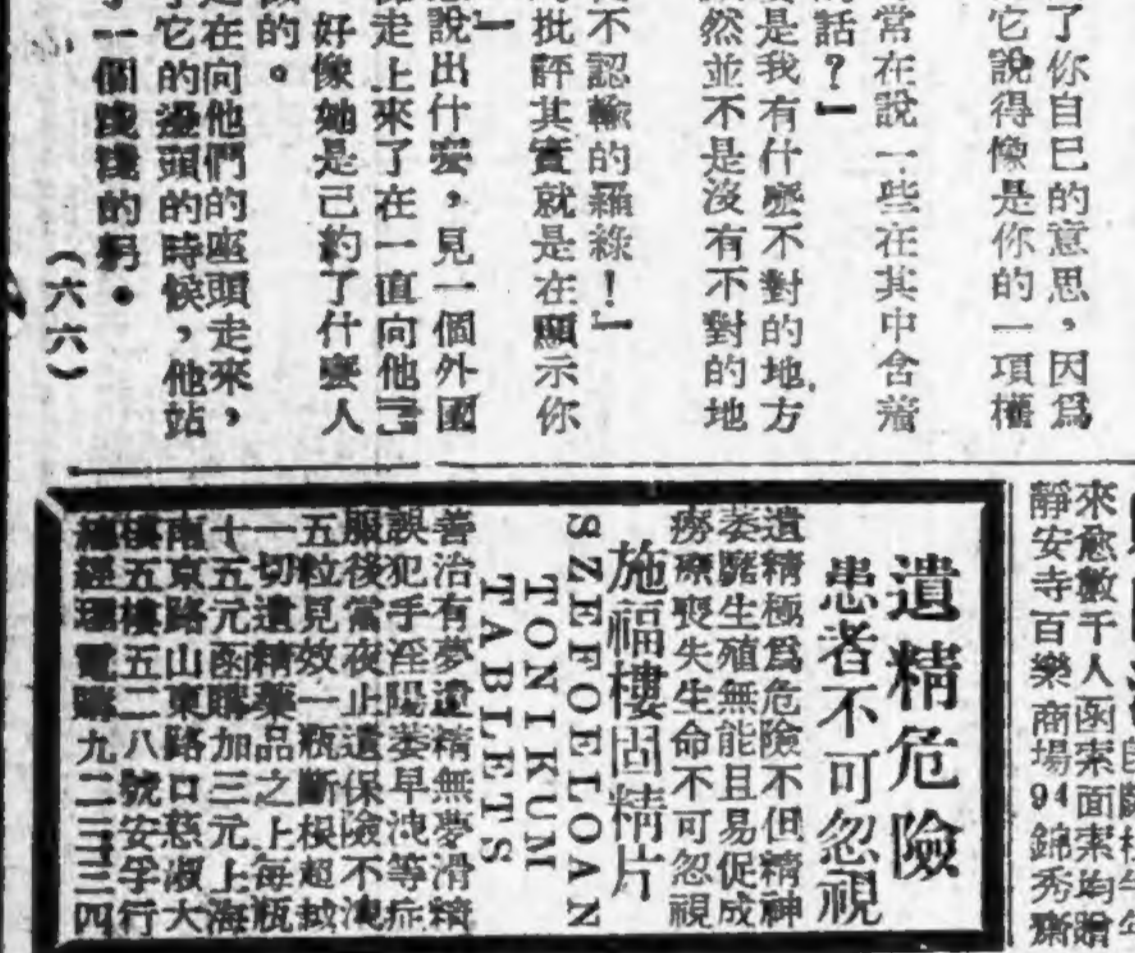 了你自已的意思，因爲
它說得像是你的一項權
常在說一些在其中含着
話？」
是我有什麼不對的地方
然並不是沒有不對的地
不認輸的羅綠！」
批評其實就是在顯示你
」
說出什麼，見一個外國
走上來了在一直向他
好像她是已約了什麼人
的。
在向他們的座頭走來，
它的邊頭的時候，他站
一個淺淺的躬。
（六六）
來愈數千人函索面索均贈
靜安寺百樂商場94錦秀齋
遺精危險
患者不可忽視
遺精極爲危險不但精神
萎靡生殖無能且易促成
癆瘵喪失生命不可忽視
施福樓固精片
SZEFOELOAN
TONIKUM
TABLETS
善治有夢遺精無夢滑精
誤犯手淫陽萎早洩等症
服後當夜止遺保險不洩
五粒見效一瓶斷根超越
一切遺精藥品之上每瓶
十五元函購加三元上海
南京路山東路口慈淑大
樓五樓五二八號安孚行
總經理電購九二三三四